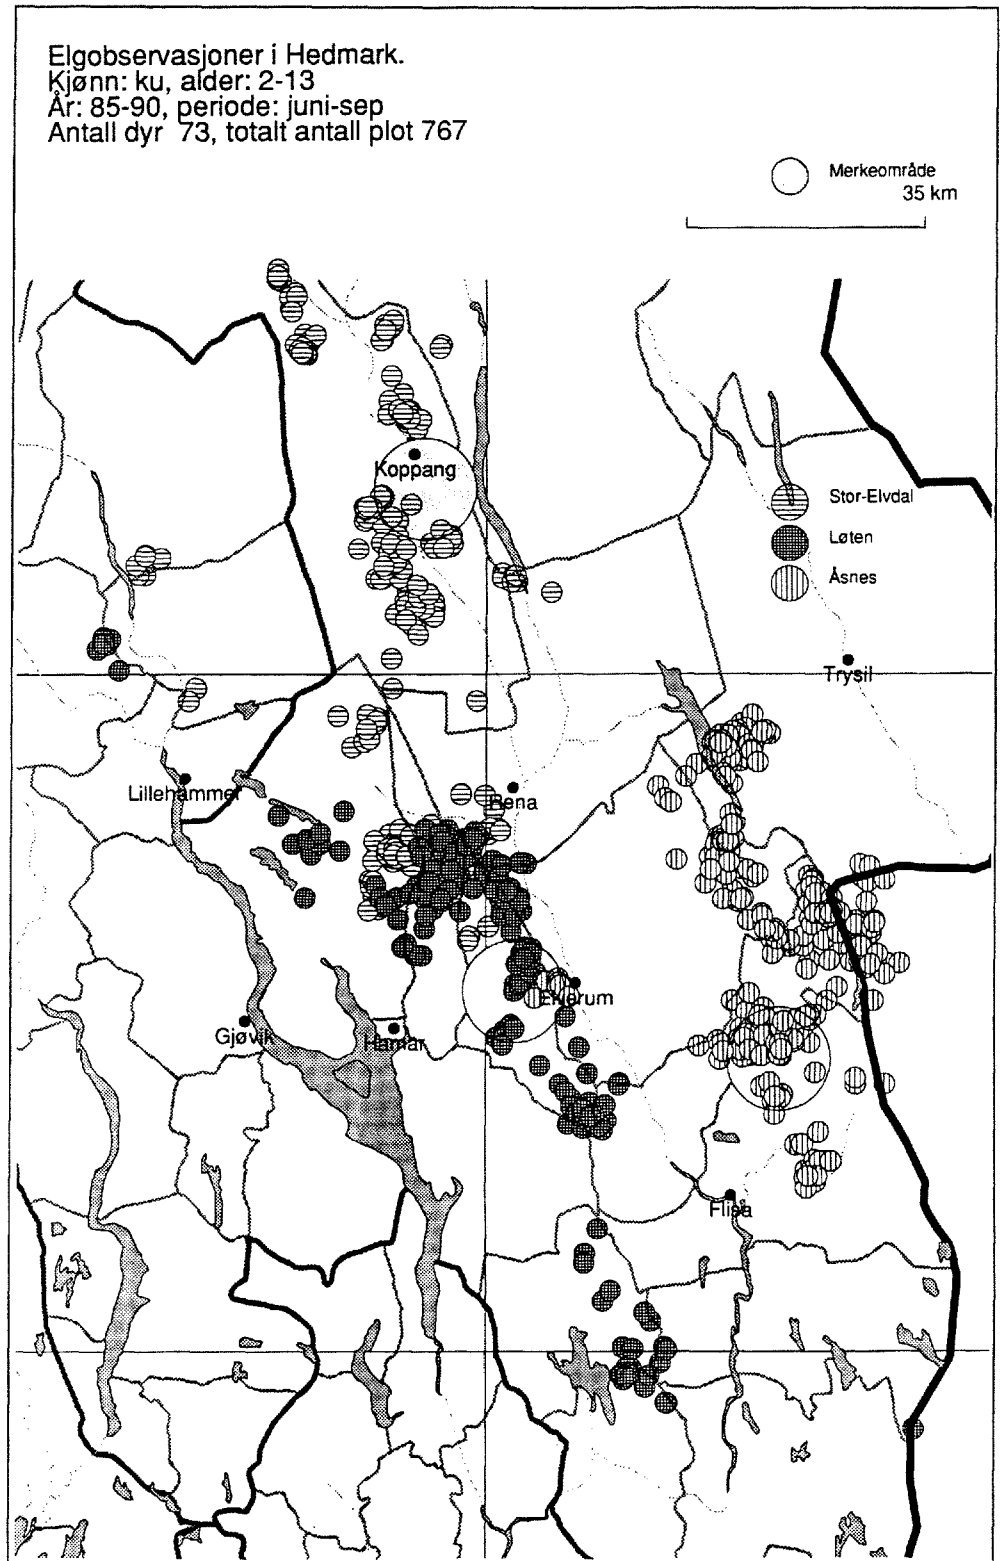 Elgobservasjoner i Hedmark.
Kjønn: ku, alder: 2-13
År: 85-90, periode: juni-sep
Antall dyr 73, totalt antall plot 767
Merkeområde
35 km
Koppang
Stor-Elvdal
Løten
Åsnes
Trysil
Lillehammer
Rena
Elverum
Gjøvik
Hamar
Flisa